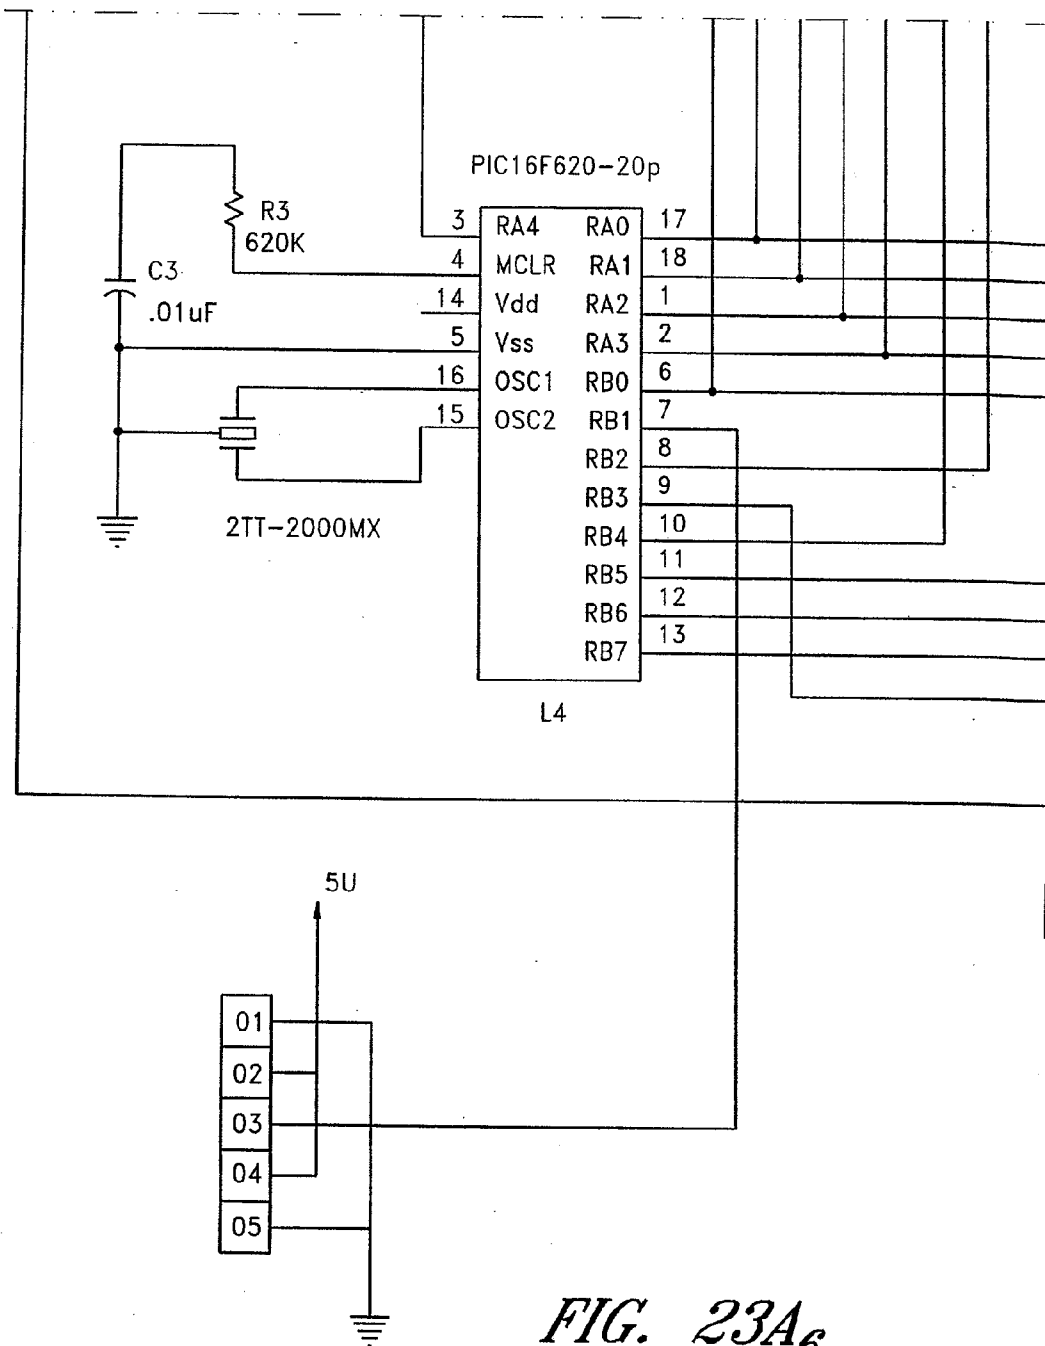 PIC16F620-20p
3 RA4 RA0 17
4 MCLR RA1 18
14 Vdd RA2 1
5 Vss RA3 2
16 OSC1 RB0 6
15 OSC2 RB1 7
RB2 8
RB3 9
RB4 10
RB5 11
RB6 12
RB7 13
L4
R3
620K
C3
.01uF
2TT-2000MX
5U
01
02
03
04
05
FIG. 23A6